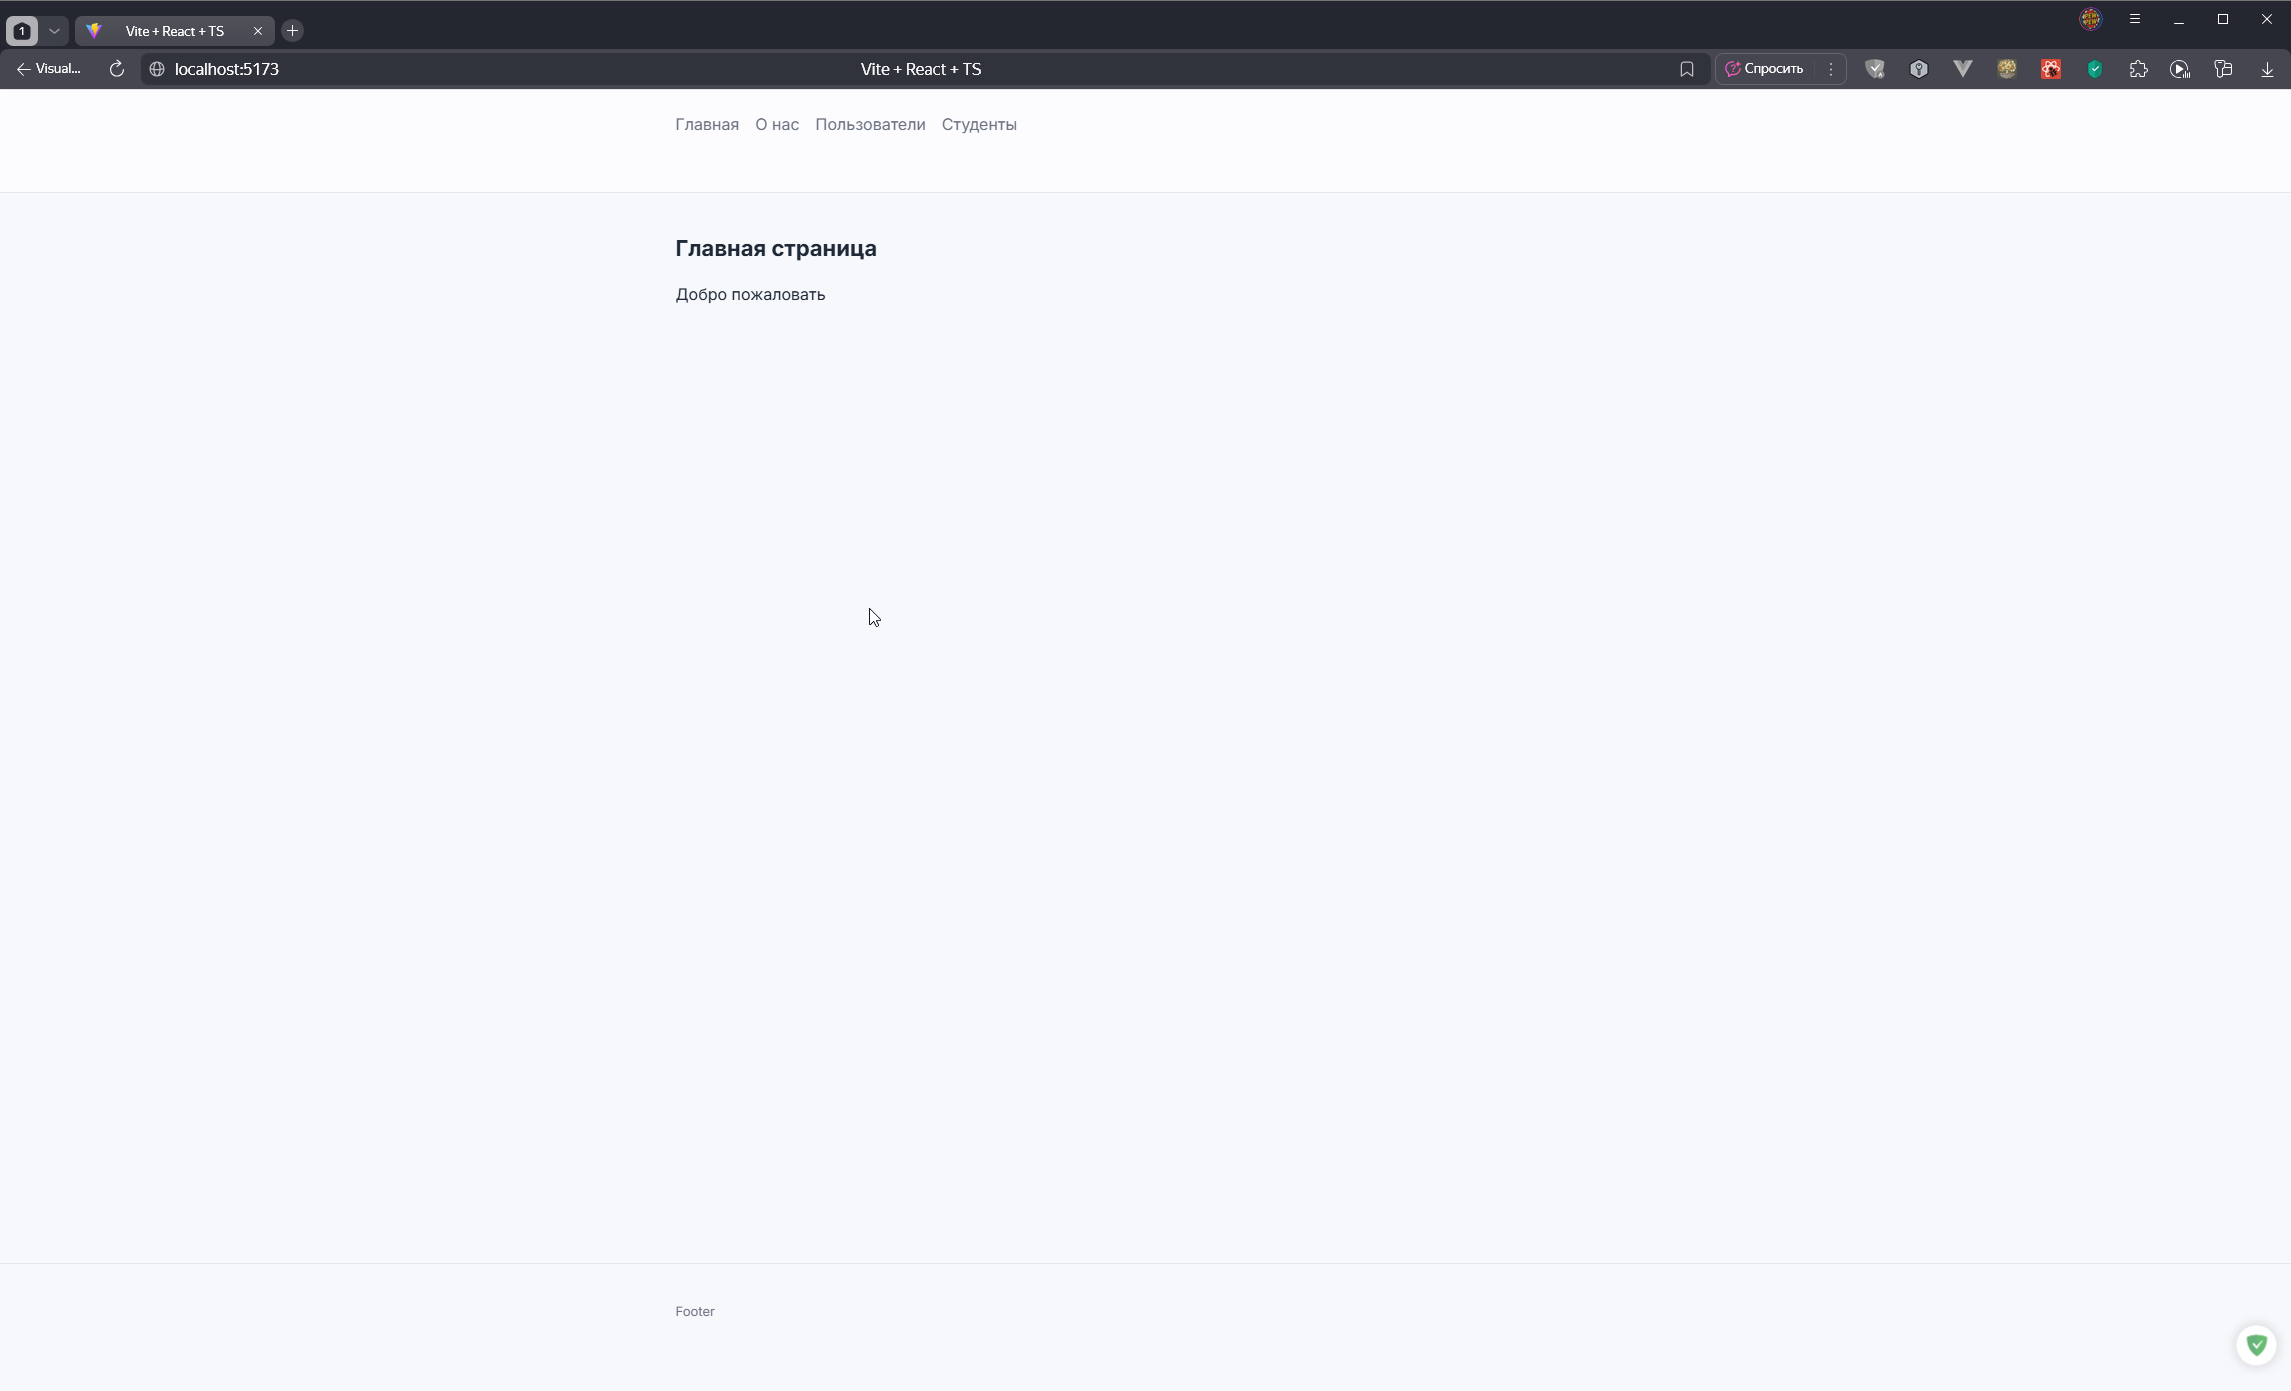 1
Vite + React + TS
Visual...
localhost:5173
Vite + React + TS
Спросить
Главная О нас Пользователи Студенты
Главная страница
Добро пожаловать
Footer